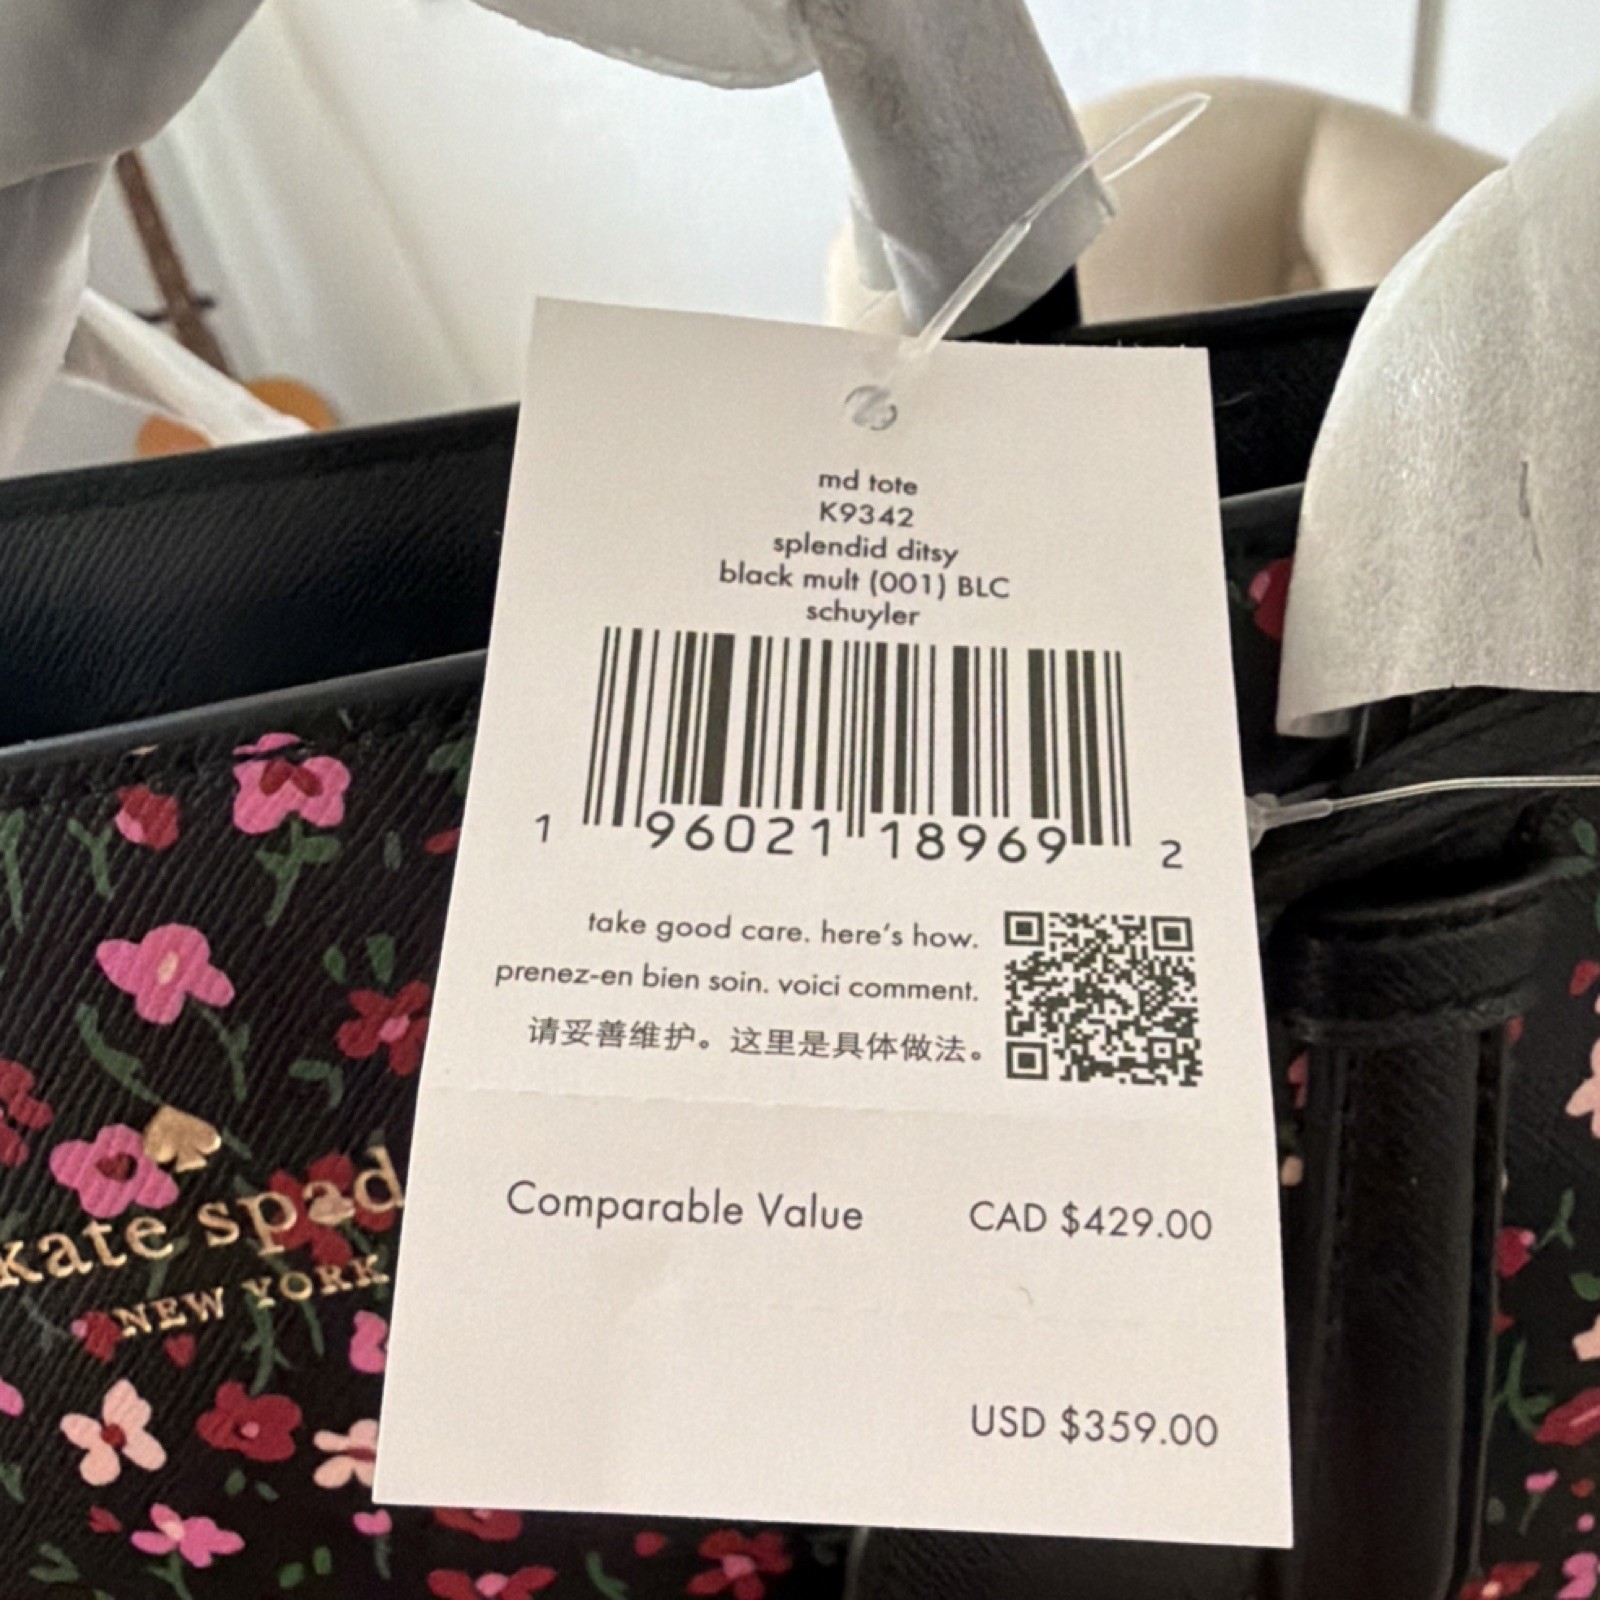 md tote
K9342
splendid ditsy
black mult (001) BLC
schuyler
1 96021 18969 2
take good care. here's how.
prenez-en bien soin. voici comment.
请妥善维护。这里是具体做法。
Comparable Value CAD $429.00
USD $359.00
kate spad
NEW YORK